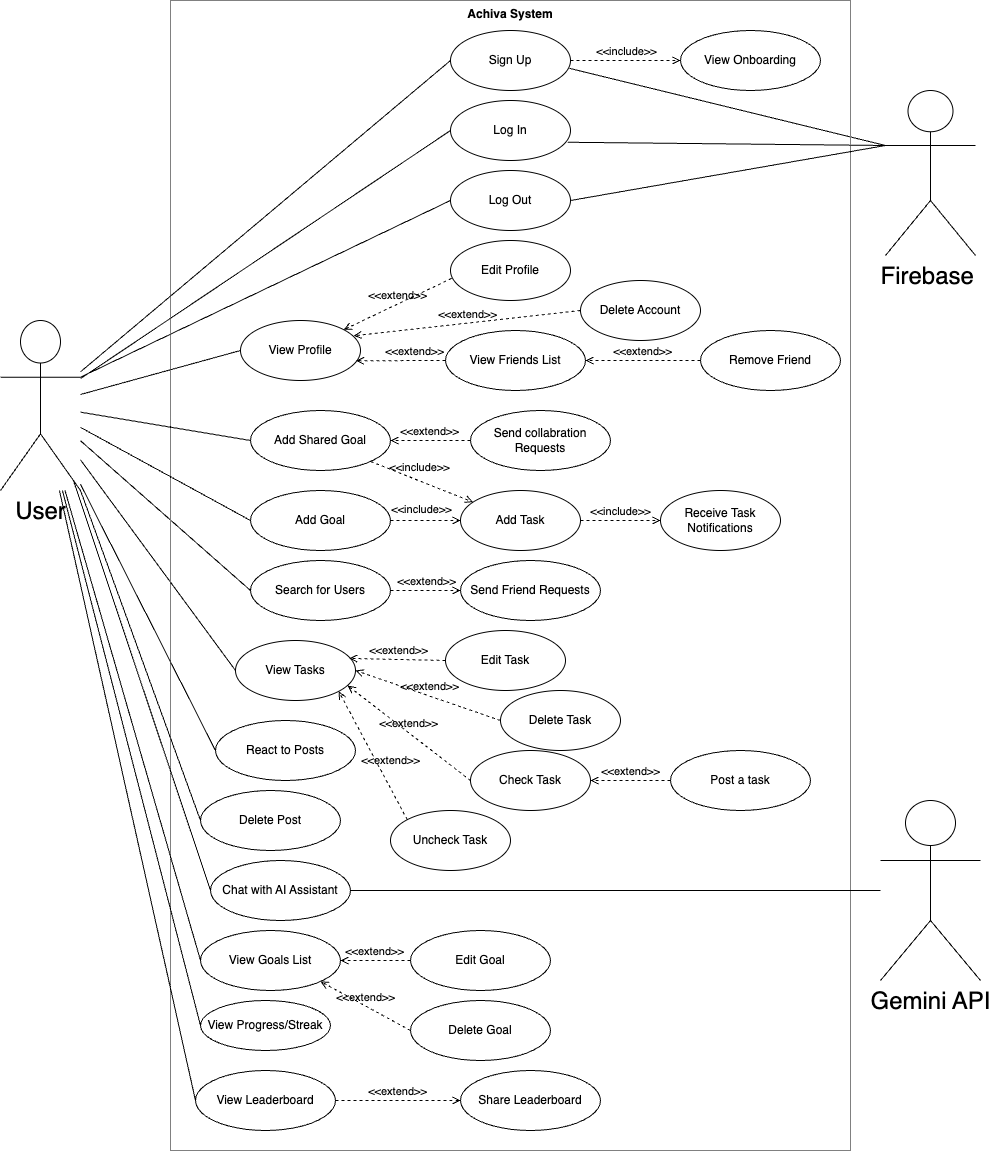 Achiva System
Sign Up
<<include>>
View Onboarding
Log In
Log Out
Firebase
Edit Profile
<<extend>>
<<extend>>
Delete Account
View Profile
<<extend>>
View Friends List
<<extend>>
Remove Friend
Add Shared Goal
<<extend>>
Send collabration
Requests
<<include>>
User
Add Goal
<<include>>
Add Task
<<include>>
Receive Task
Notifications
Search for Users
<<extend>>
Send Friend Requests
View Tasks
<<extend>>
Edit Task
<<extend>>
Delete Task
<<extend>>
React to Posts
<<extend>>
Check Task
<<extend>>
Post a task
Delete Post
Uncheck Task
Chat with AI Assistant
View Goals List
<<extend>>
Edit Goal
<<extend>>
Gemini API
View Progress/Streak
Delete Goal
View Leaderboard
<<extend>>
Share Leaderboard